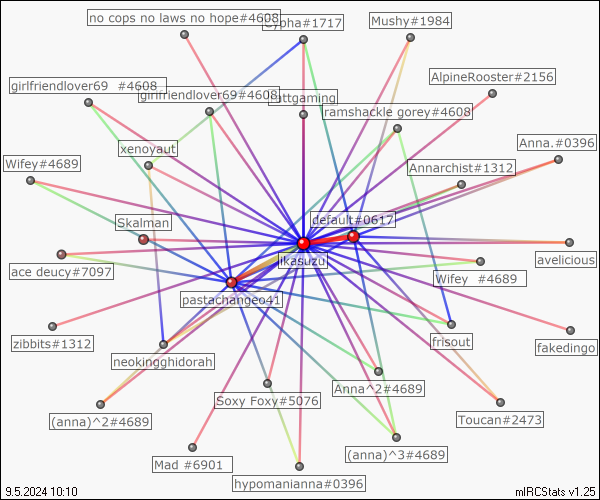 no cops no laws no hope#4608
Cypha#1717
Mushy#1984
AlpineRooster#2156
girlfriendlover69 #4608
girlfriendlover69#4608
attgaming
ramshackle gorey#4608
Anna.#0396
xenoyaut
Wifey#4689
Annarchist#1312
Skalman
default#0617
ikasuzu
avelicious
ace deucy#7097
Wifey #4689
pastachangeo41
zibbits#1312
frisout
fakedingo
neokingghidorah
Anna^2#4689
Soxy Foxy#5076
(anna)^2#4689
Toucan#2473
(anna)^3#4689
Mad #6901
hypomanianna#0396
9.5.2024 10:10
mIRCStats v1.25